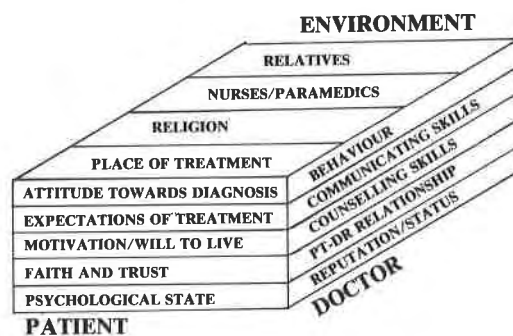 ENVIRONMENT
RELATIVES
NURSES/PARAMEDICS
RELIGION
PLACE OF TREATMENT
ATTITUDE TOWARDS DIAGNOSIS
EXPECTATIONS OF TREATMENT
MOTIVATION/WILL TO LIVE
FAITH AND TRUST
PSYCHOLOGICAL STATE
PATIENT
BEHAVIOUR
COMMUNICATING SKILLS
COUNSELLING SKILLS
PT-DR RELATIONSHIP
REPUTATION/STATUS
DOCTOR